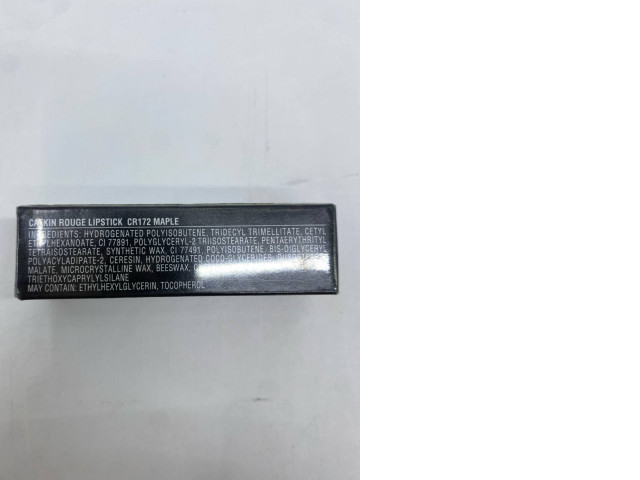 CATKIN ROUGE LIPSTICK CR172 MAPLE
INGREDIENTS: HYDROGENATED POLYISOBUTENE, TRIDECYL TRIMELLITATE, CETYL
ETHYLHEXANOATE, CI 77891, POLYGLYCERYL-2 TRIISOSTEARATE, PENTAERYTHRITYL
TETRAISOSTEARATE, SYNTHETIC WAX, CI 77491, POLYISOBUTENE, BIS-DIGLYCERYL
POLYACYLADIPATE-2, CERESIN, HYDROGENATED COCO-GLYCERIDES,
MALATE, MICROCRYSTALLINE WAX, BEESWAX,
TRIETHOXYCAPRYLYLSILANE
MAY CONTAIN: ETHYLHEXYLGLYCERIN, TOCOPHEROL